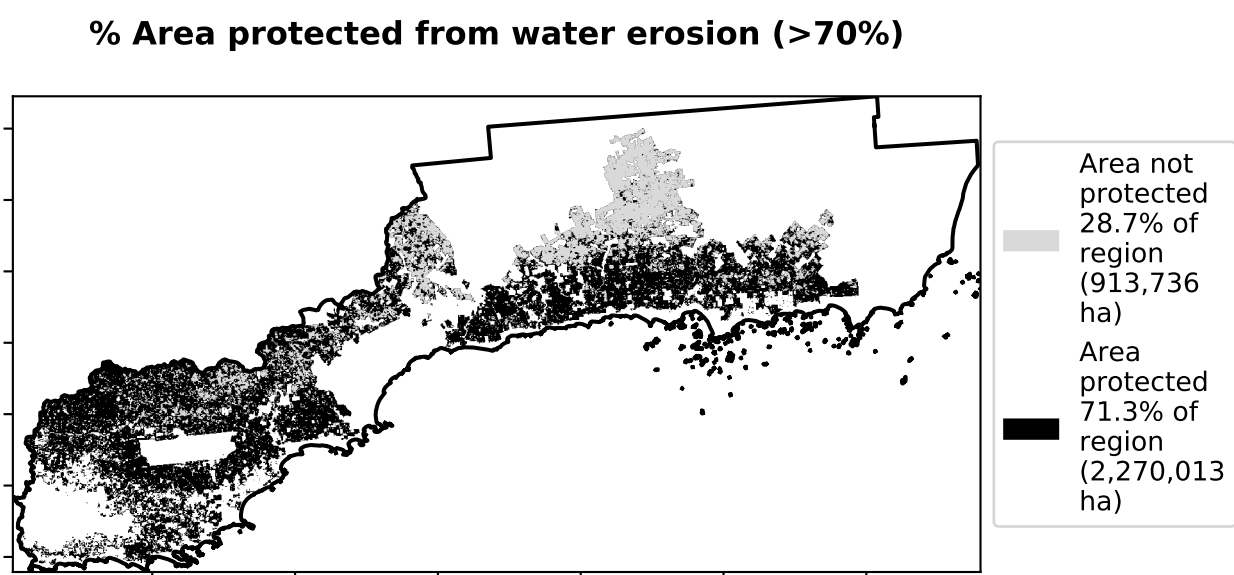 % Area protected from water erosion (>70%)
Area not
protected
28.7% of
region
(913,736
ha)
Area
protected
71.3% of
region
(2,270,013
ha)